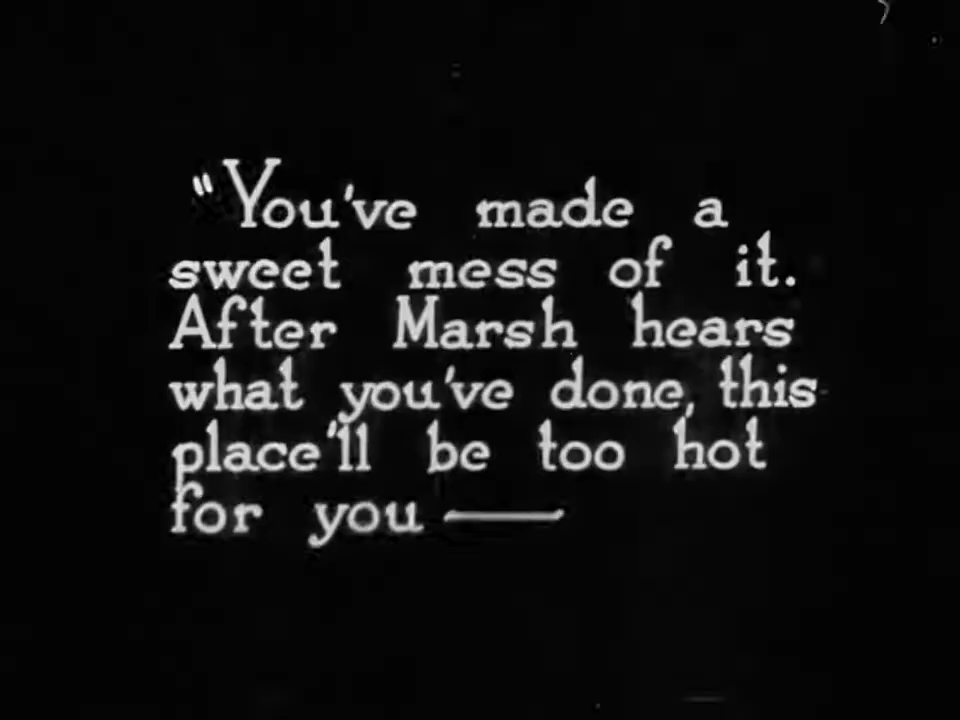 "You've made a
sweet mess of it.
After Marsh hears
what you've done, this
place'll be too hot
for you —